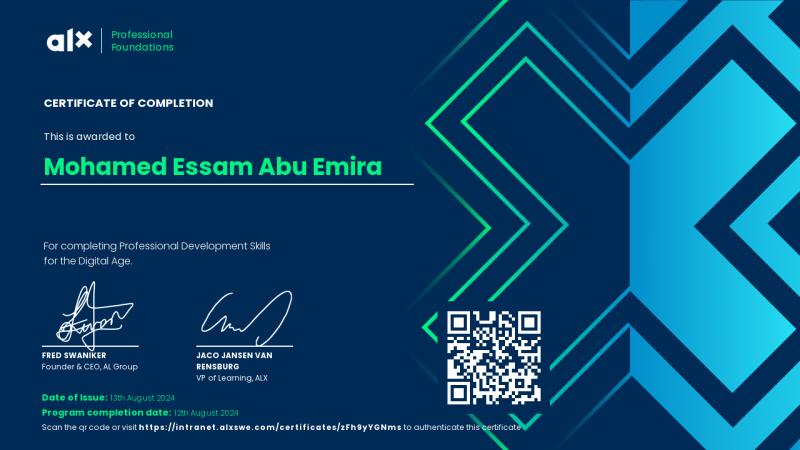 alx Professional
Foundations
CERTIFICATE OF COMPLETION
This is awarded to
Mohamed Essam Abu Emira
For completing Professional Development Skills
for the Digital Age.
FRED SWANIKER
Founder & CEO, AL Group
JACO JANSEN VAN
RENSBURG
VP of Learning, ALX
Date of Issue: 13th August 2024
Program completion date: 12th August 2024
Scan the qr code or visit https://intranet.alxswe.com/certificates/zFh9yYGNms to authenticate this certificate